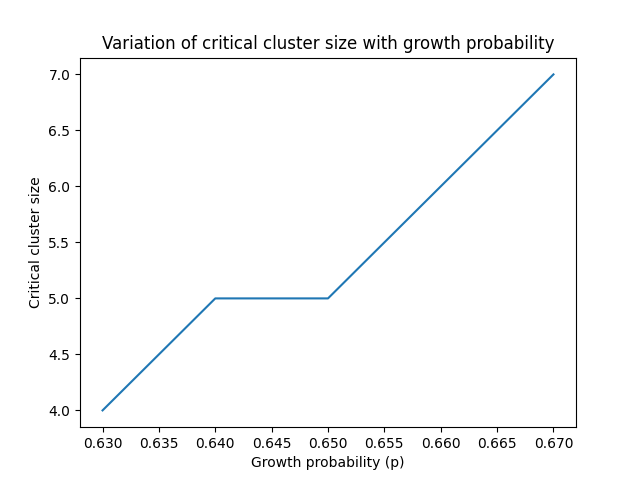 Variation of critical cluster size with growth probability
7.0
6.5
6.0
5.5
5.0
4.5
4.0
Critical cluster size
0.630 0.635 0.640 0.645 0.650 0.655 0.660 0.665 0.670
Growth probability (p)